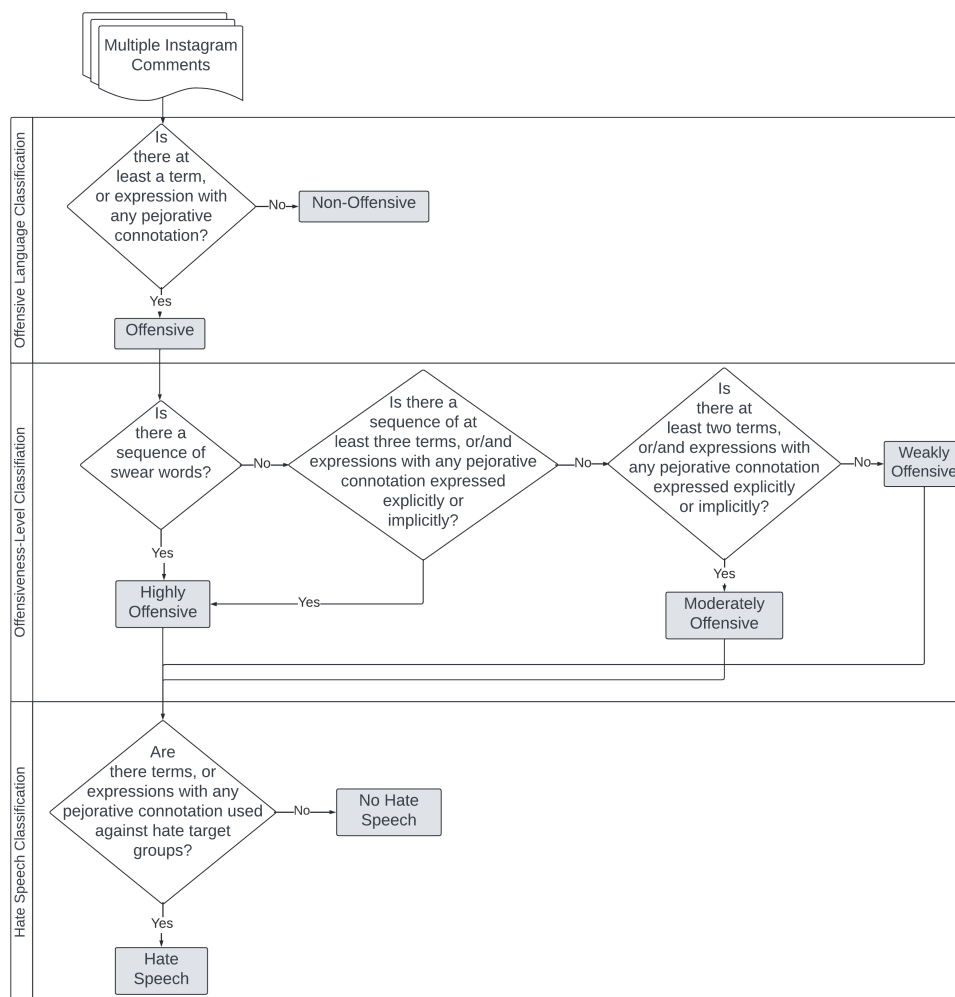 Multiple Instagram
Comments
Offensive Language Classification
Is
there at
least a term,
or expression with
any pejorative
connotation?
No
Non-Offensive
Yes
Offensive
Offensiveness-Level Classifiation
Is
there a
sequence of
swear words?
No
Is there a
sequence of at
least three terms, or/and
expressions with any pejorative
connotation expressed
explicitly or
implicitly?
No
Is
there at
least two terms,
or/and expressions with
any pejorative connotation
expressed explicitly
or implicitly?
No
Weakly
Offensive
Yes
Highly
Offensive
Yes
Yes
Moderately
Offensive
Hate Speech Classification
Are
there terms, or
expressions with any
pejorative connotation used
against hate target
groups?
No
No Hate
Speech
Yes
Hate
Speech